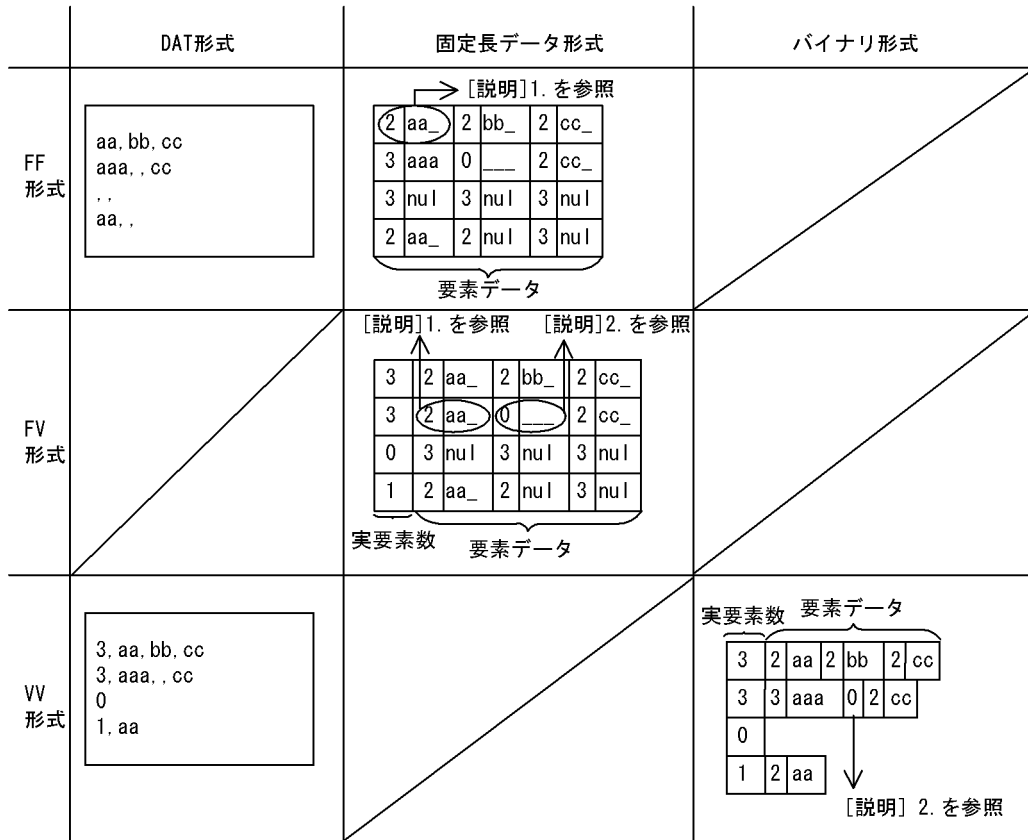 DAT形式 固定長データ形式 バイナリ形式
FF
形式
aa,bb,cc
aaa,,cc
,,
aa,,
[説明]1.を参照
2 aa_ 2 bb_ 2 cc_
3 aaa 0 ___ 2 cc_
3 nul 3 nul 3 nul
2 aa_ 2 nul 3 nul
要素データ
FV
形式
[説明]1.を参照 [説明]2.を参照
3 2 aa_ 2 bb_ 2 cc_
3 2 aa_ 0 ___ 2 cc_
0 3 nul 3 nul 3 nul
1 2 aa_ 2 nul 3 nul
実要素数 要素データ
VV
形式
3,aa,bb,cc
3,aaa,,cc
0
1,aa
実要素数 要素データ
3 2 aa 2 bb 2 cc
3 3 aaa 0 2 cc
0
1 2 aa
[説明] 2.を参照